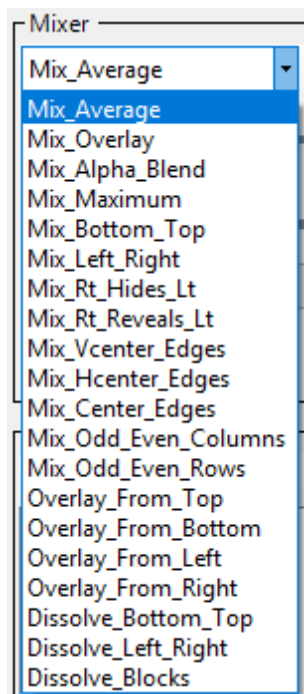 Mixer
Mix_Average
Mix_Average
Mix_Overlay
Mix_Alpha_Blend
Mix_Maximum
Mix_Bottom_Top
Mix_Left_Right
Mix_Rt_Hides_Lt
Mix_Rt_Reveals_Lt
Mix_Vcenter_Edges
Mix_Hcenter_Edges
Mix_Center_Edges
Mix_Odd_Even_Columns
Mix_Odd_Even_Rows
Overlay_From_Top
Overlay_From_Bottom
Overlay_From_Left
Overlay_From_Right
Dissolve_Bottom_Top
Dissolve_Left_Right
Dissolve_Blocks